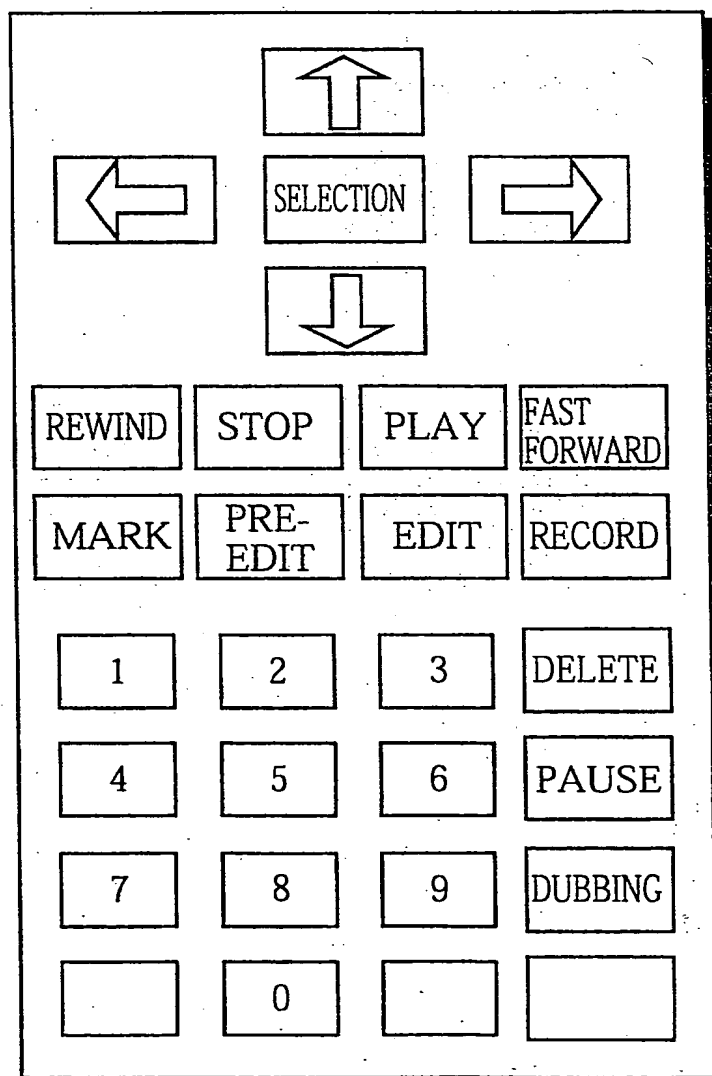 SELECTION
REWIND STOP PLAY FAST FORWARD
MARK PRE-EDIT EDIT RECORD
1 2 3 DELETE
4 5 6 PAUSE
7 8 9 DUBBING
0